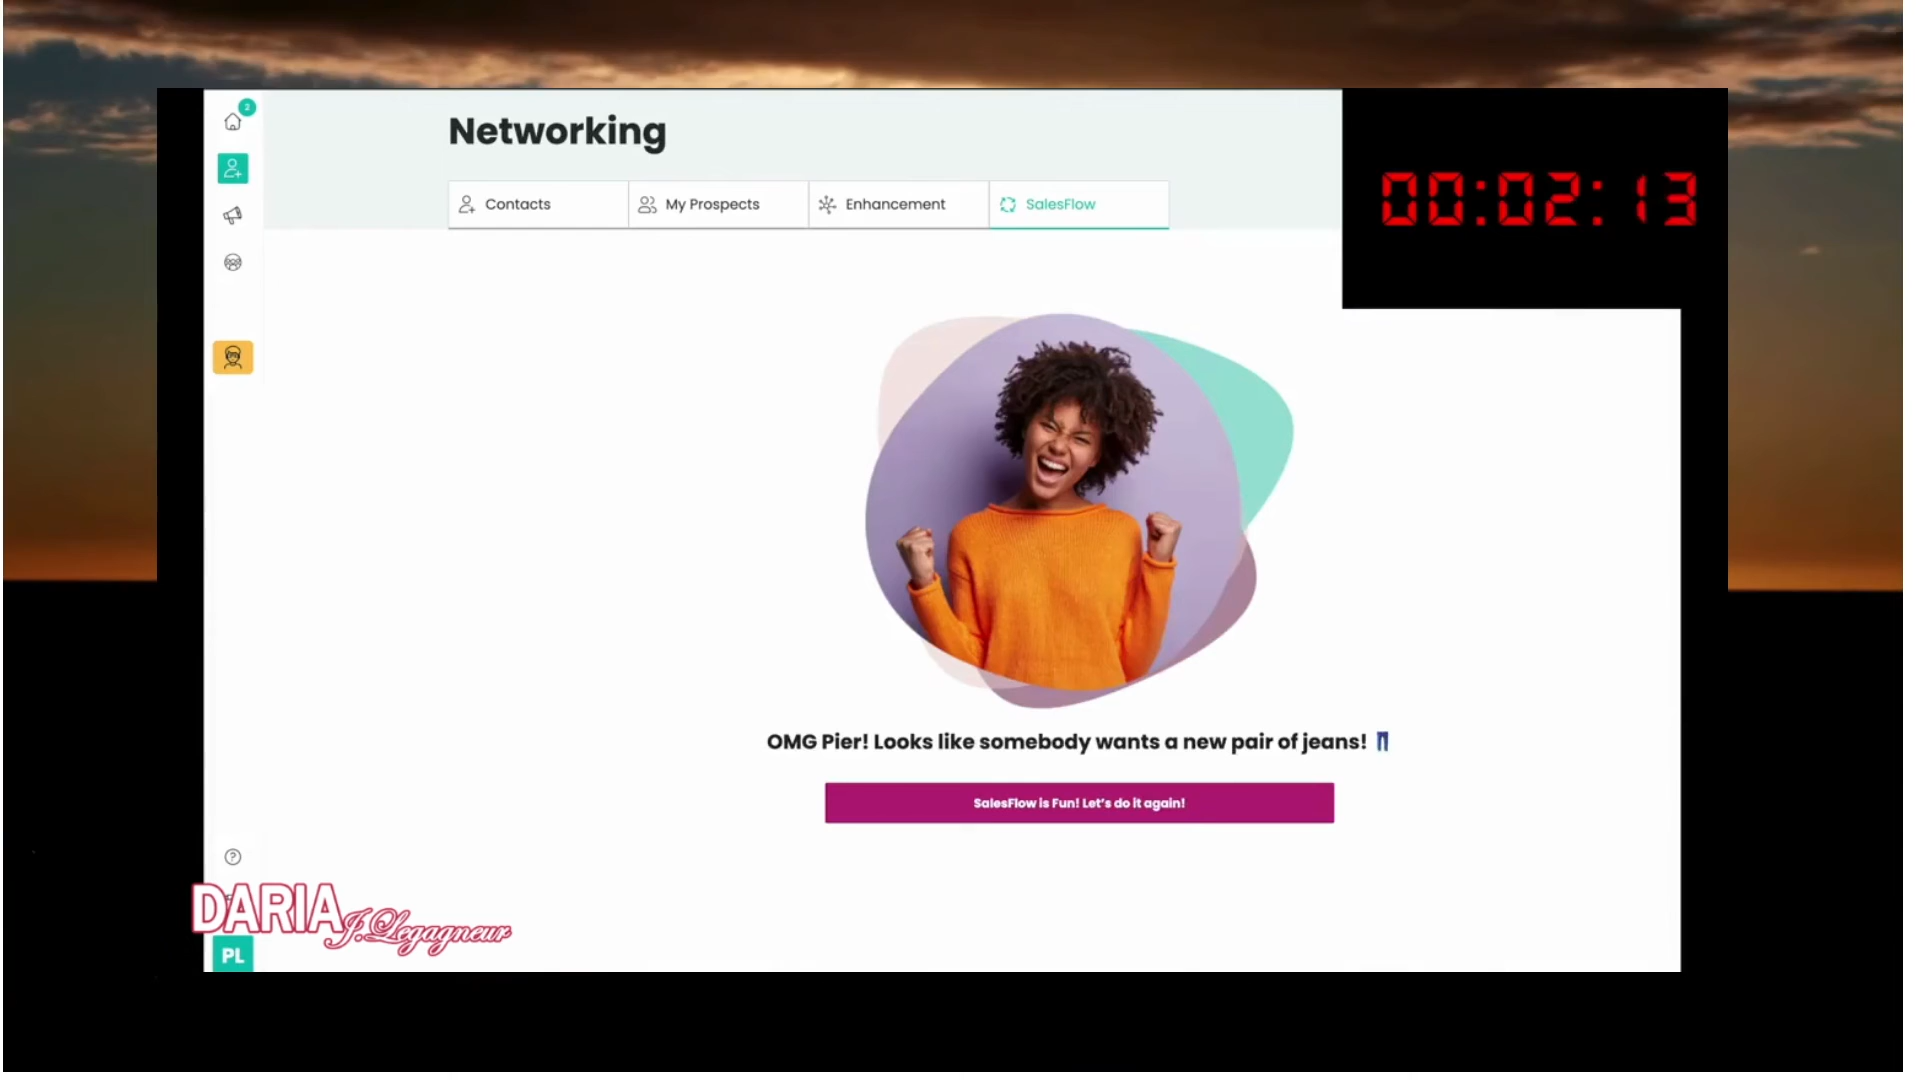 2
Networking
Contacts
My Prospects
Enhancement
SalesFlow
00:02:13
OMG Pier! Looks like somebody wants a new pair of jeans!
SalesFlow is Fun! Let's do it again!
?
DARIA J. Legagneur
PL